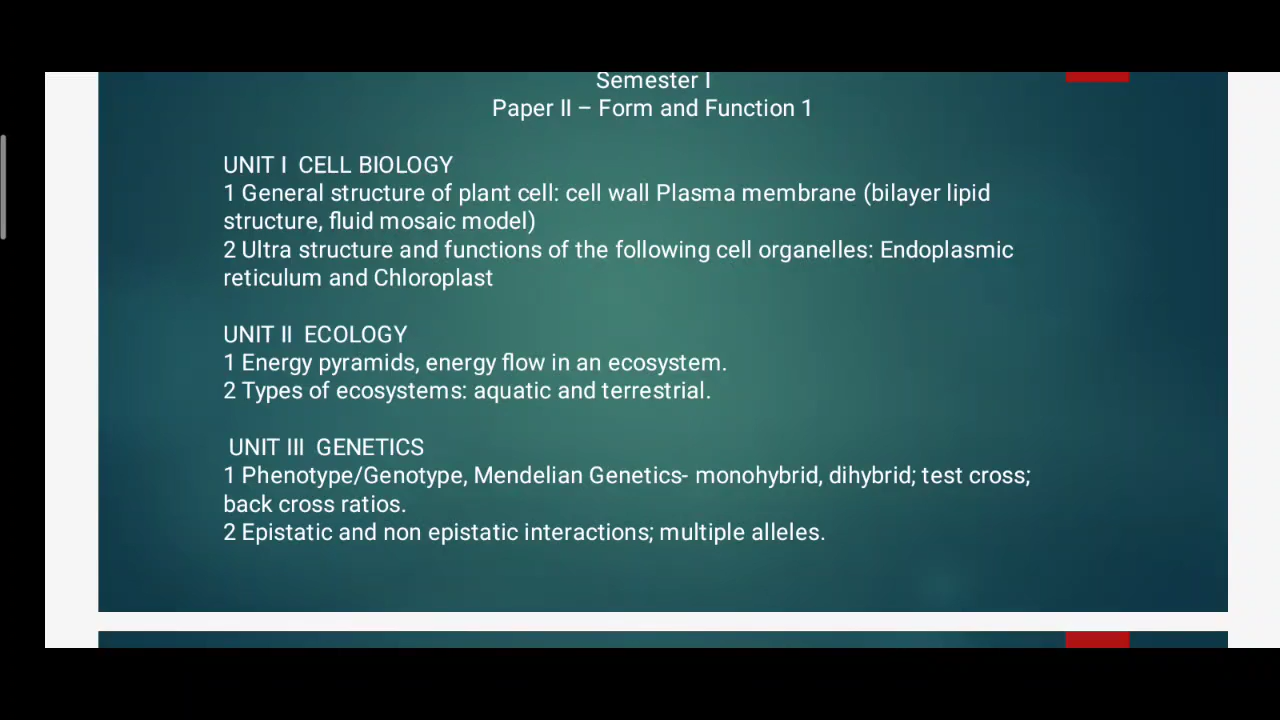 Semester I
Paper II – Form and Function 1
UNIT I CELL BIOLOGY
1 General structure of plant cell: cell wall Plasma membrane (bilayer lipid
structure, fluid mosaic model)
2 Ultra structure and functions of the following cell organelles: Endoplasmic
reticulum and Chloroplast
UNIT II ECOLOGY
1 Energy pyramids, energy flow in an ecosystem.
2 Types of ecosystems: aquatic and terrestrial.
UNIT III GENETICS
1 Phenotype/Genotype, Mendelian Genetics- monohybrid, dihybrid; test cross;
back cross ratios.
2 Epistatic and non epistatic interactions; multiple alleles.